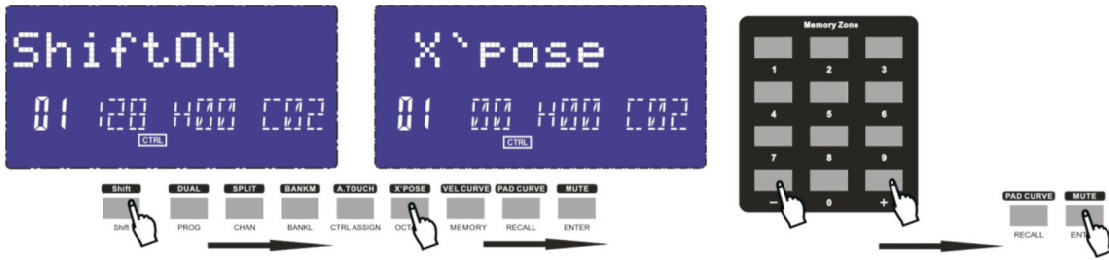 ShiftON
01 128 H00 C02
CTRL
X`pose
01 00 H00 C02
CTRL
Shift DUAL SPLIT BANKM A.TOUCH X'POSE VEL CURVE PAD CURVE MUTE
Shift PROG CHAN BANKL CTRL ASSIGN OCTA MEMORY RECALL ENTER
Memory Zone
1 2 3
4 5 6
7 8 9
- 0 +
PAD CURVE MUTE
RECALL ENT